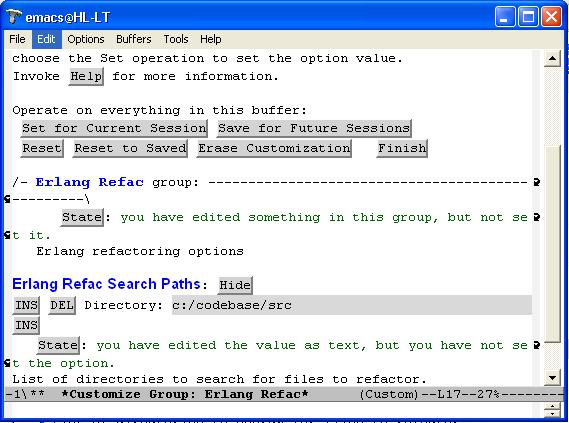 emacs@HL-LT
File Edit Options Buffers Tools Help
choose the Set operation to set the option value.
Invoke Help for more information.
Operate on everything in this buffer:
Set for Current Session Save for Future Sessions
Reset Reset to Saved Erase Customization Finish
/- Erlang Refac group: -----------------------------------------
---------\
State: you have edited something in this group, but not se
t it.
Erlang refactoring options
Erlang Refac Search Paths: Hide
INS DEL Directory: c:/codebase/src
INS
State: you have edited the value as text, but you have not se
t the option.
List of directories to search for files to refactor.
-1\** *Customize Group: Erlang Refac* (Custom)--L17--27%--------